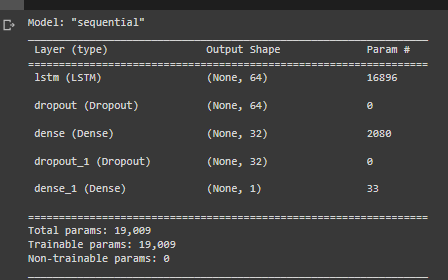 Model: "sequential"
Layer (type) Output Shape Param #
lstm (LSTM) (None, 64) 16896
dropout (Dropout) (None, 64) 0
dense (Dense) (None, 32) 2080
dropout_1 (Dropout) (None, 32) 0
dense_1 (Dense) (None, 1) 33
Total params: 19,009
Trainable params: 19,009
Non-trainable params: 0